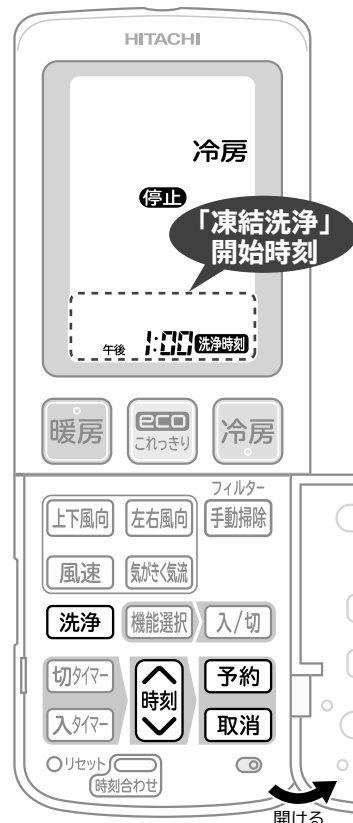 HITACHI
冷房
停止
「凍結洗浄」
開始時刻
午後 1:00 洗浄時刻
暖房
eco
これっきり
冷房
フィルター
上下風向 左右風向 手動掃除
風速 気がきく気流
洗浄 機能選択 入/切
切タイマー
時刻
予約
入タイマー
取消
リセット
時刻合わせ
開ける